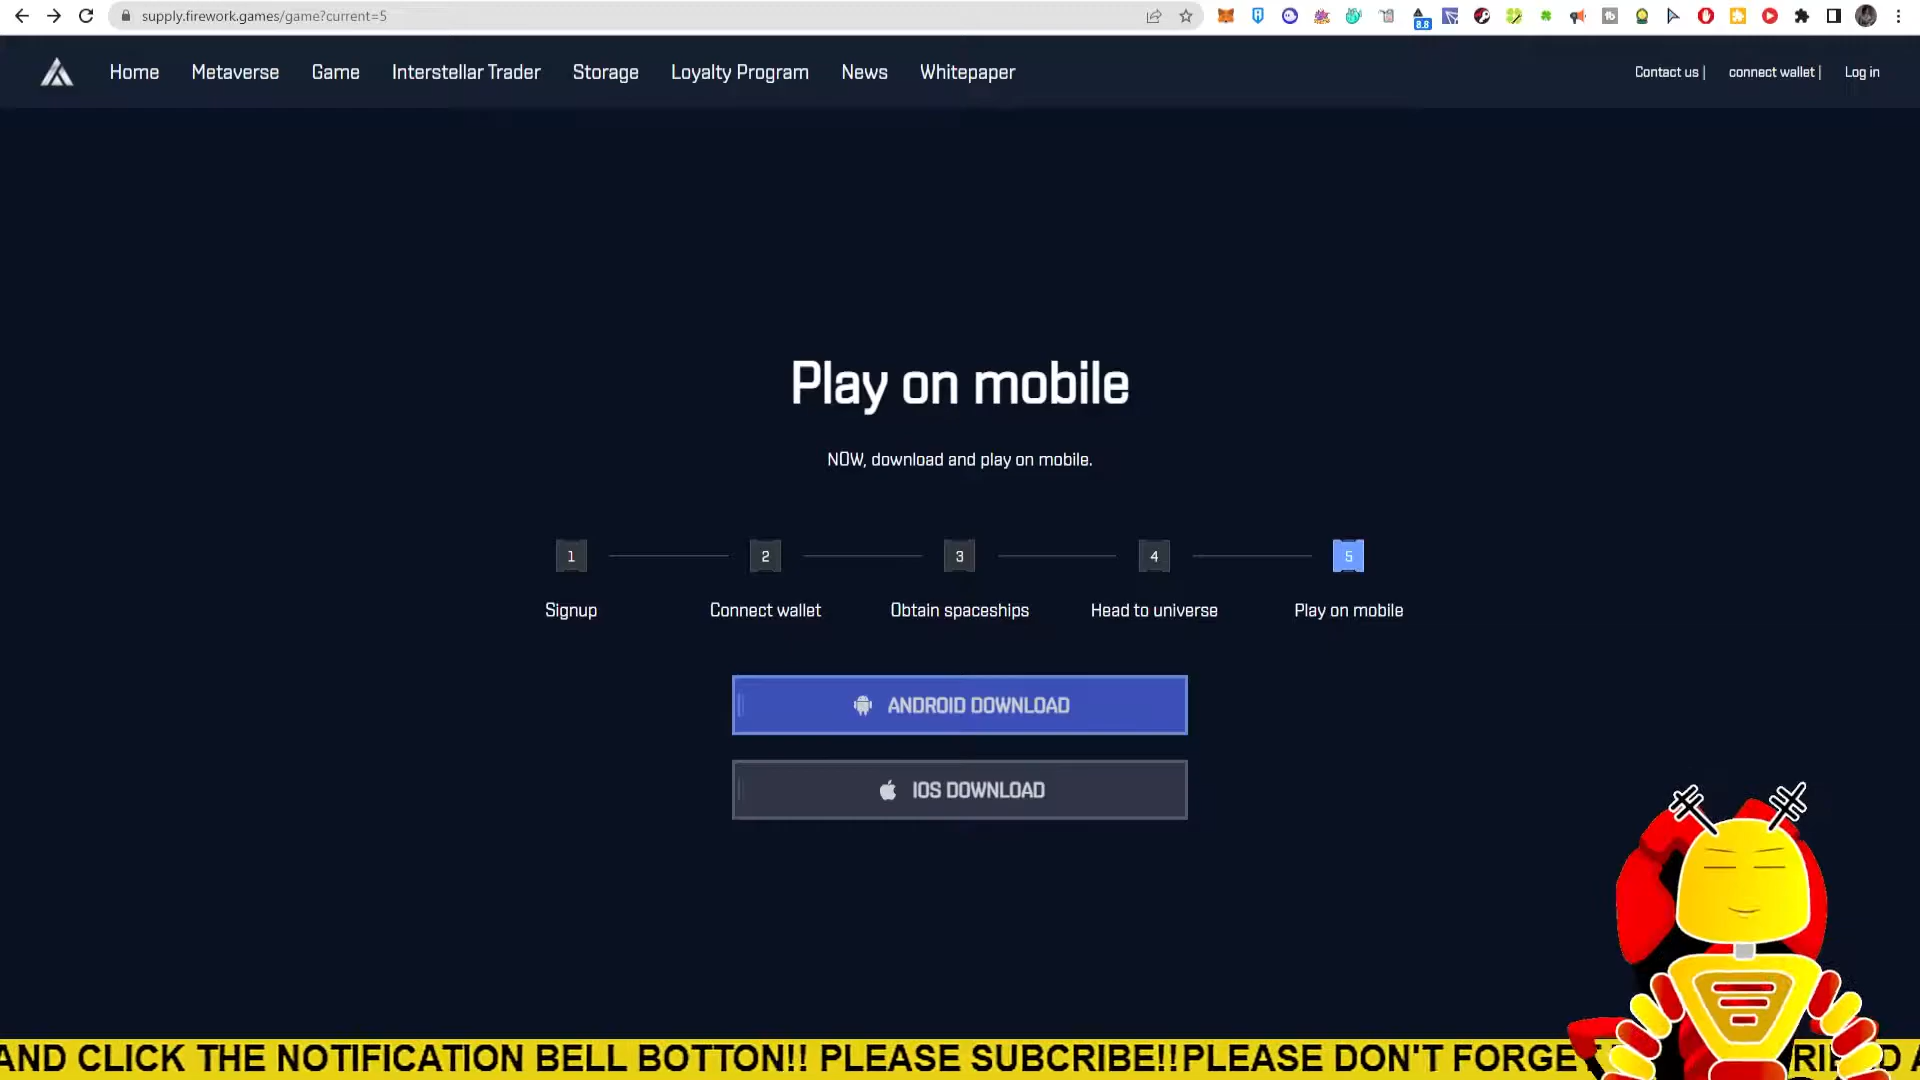 supply.firework.games/game?current=5
8.8
Home Metaverse Game Interstellar Trader Storage Loyalty Program News Whitepaper
Contact us | connect wallet | Log in
Play on mobile
NOW, download and play on mobile.
1 2 3 4 5
Signup Connect wallet Obtain spaceships Head to universe Play on mobile
ANDROID DOWNLOAD
IOS DOWNLOAD
AND CLICK THE NOTIFICATION BELL BOTTON!! PLEASE SUBCRIBE!!PLEASE DON'T